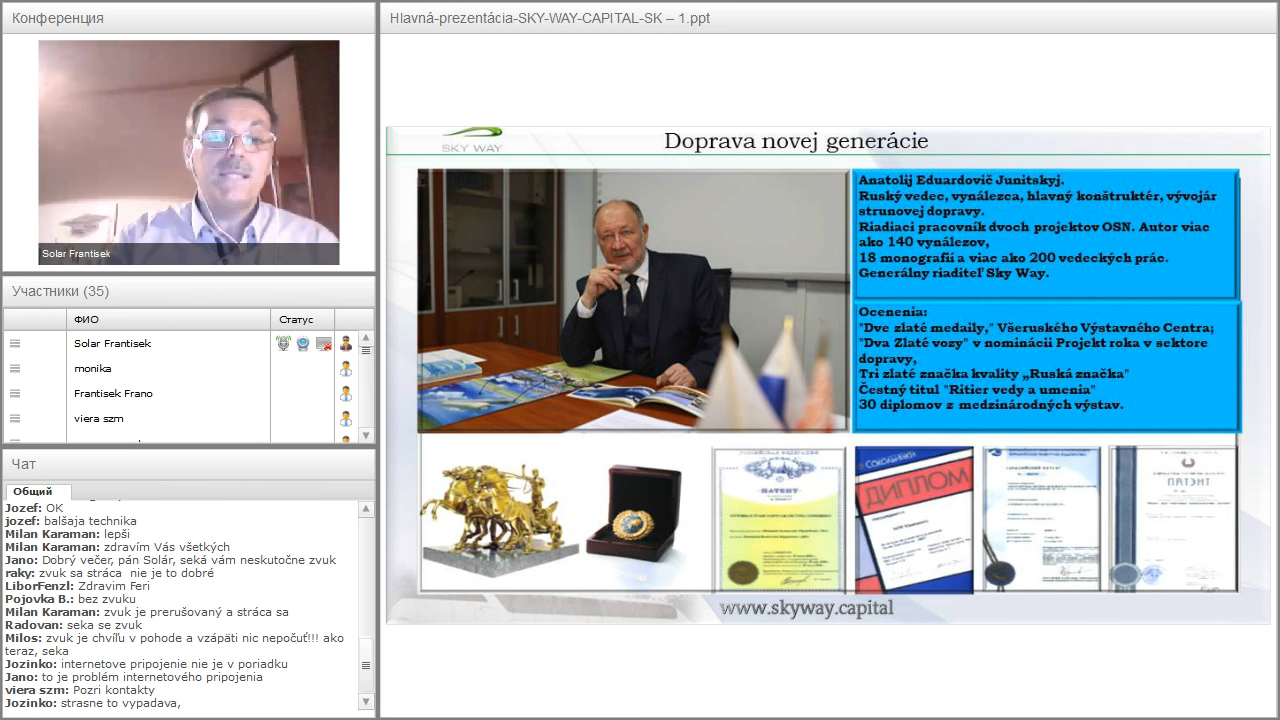 Конференция
Solar Frantisek
Участники (35)
ФИО
Статус
Solar Frantisek
monika
Frantisek Frano
viera szm
Чат
Общий
Jozef: OK
Milan Karaman: lepší
Milan Karaman: zdravím Vás všetkých
Jano: Dobrý večer pán Solár, seká vám neskutočne zvuk
raky: zvuk sa seka.. nie je to dobré
LiborFanzl: Zdravím Feri
Pojovka B.: bez zvuku
Milan Karaman: zvuk je prerušovaný a stráca sa
Radovan: seka se zvuk
Milos: zvuk je chvíľu v pohode a vzápäti nic nepočuť!!! ako
teraz, seka
Jozinko: internetove pripojenie nie je v poriadku
Jano: to je problém internetového pripojenia
viera szm: Pozri kontakty
Jozinko: strasne to vypadava,
Hlavná-prezentácia-SKY-WAY-CAPITAL-SK – 1.ppt
SKY WAY
Doprava novej generácie
Anatolij Eduardovič Junitskyj.
Ruský vedec, vynálezca, hlavný konštruktér, vývojár
strunovej dopravy.
Riadiaci pracovník dvoch projektov OSN. Autor viac
ako 140 vynálezov,
18 monografií a viac ako 200 vedeckých prác.
Generálny riaditeľ Sky Way.
Ocenenia:
"Dve zlaté medaily," Všeruského Výstavného Centra;
"Dva Zlaté vozy" v nominácii Projekt roka v sektore
dopravy,
Tri zlaté značka kvality „Ruská značka"
Čestný titul "Ritier vedy a umenia"
30 diplomov z medzinárodných výstav.
ПАТЕНТ
СОКОЛЬНИКИ
ДИПЛОМ
ПАТЭНТ
www.skyway.capital